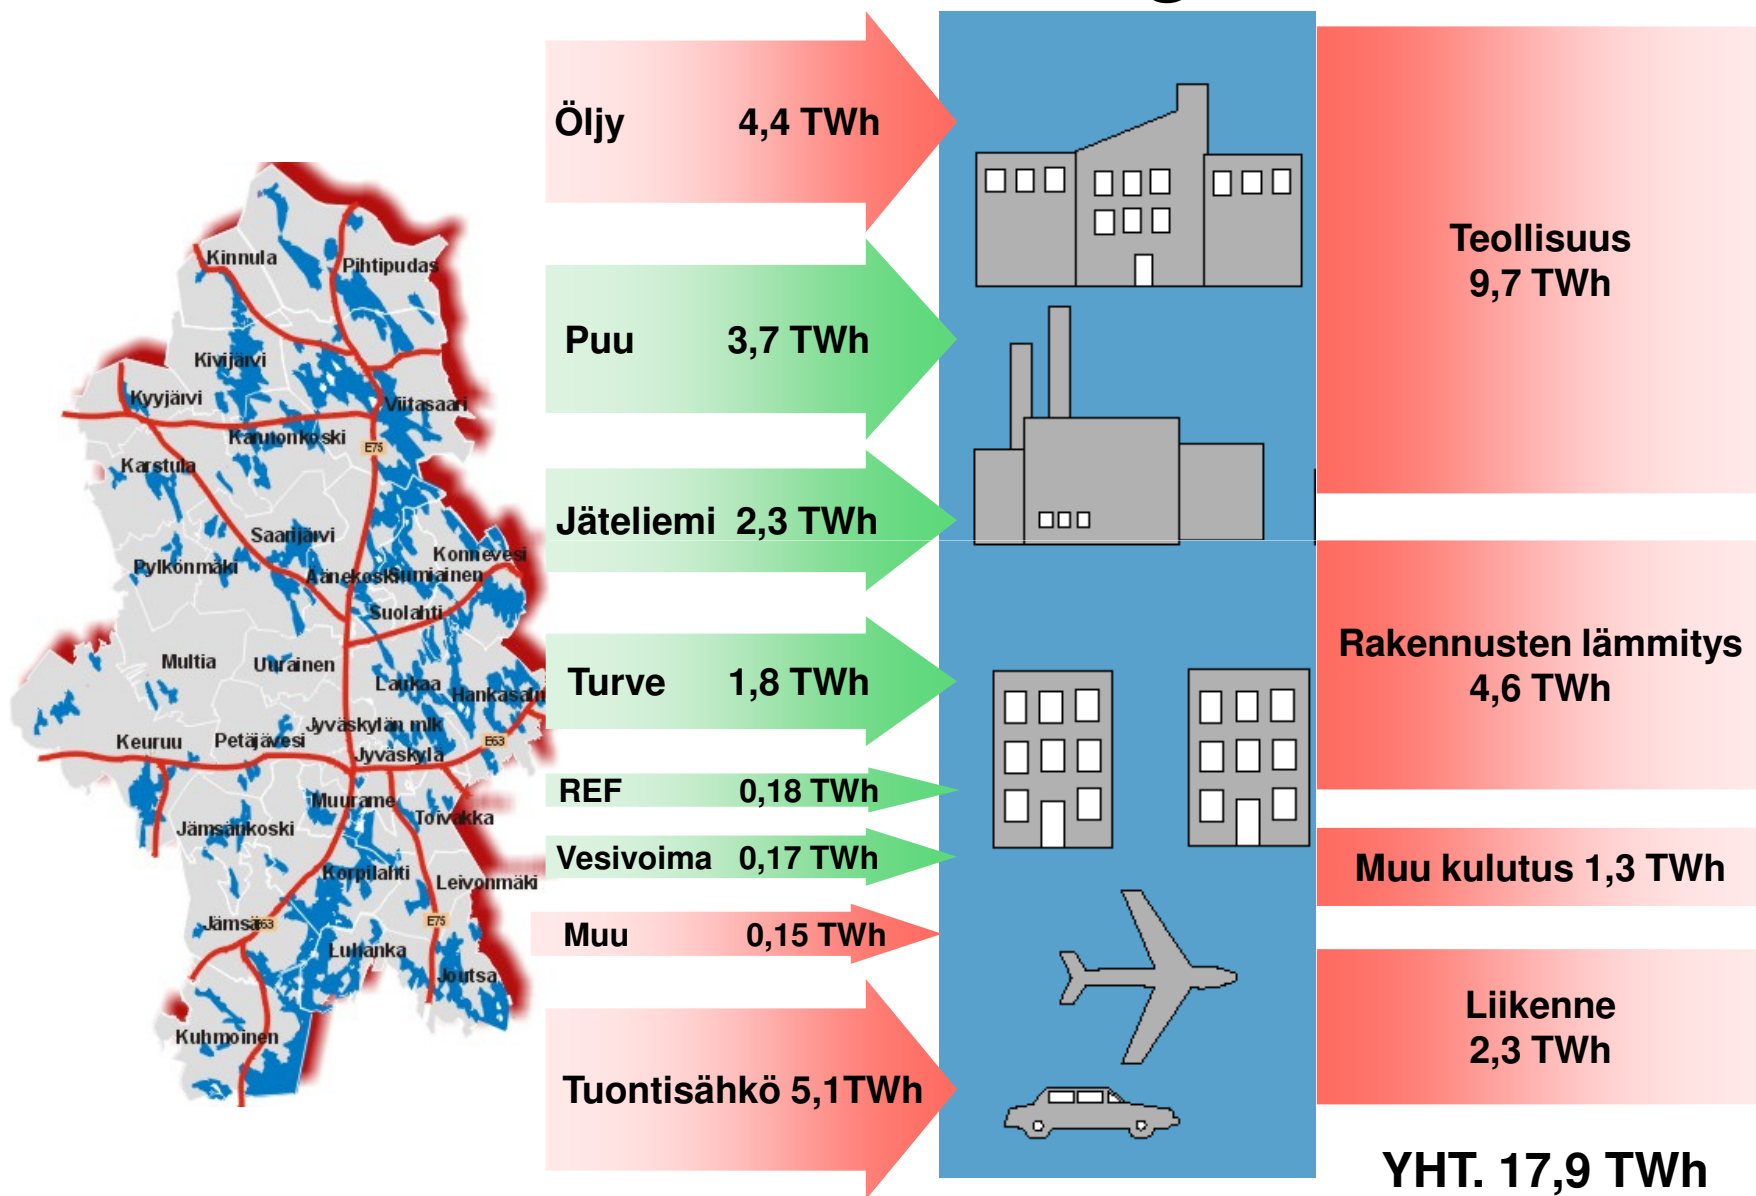 Öljy 4,4 TWh
Puu 3,7 TWh
Jäteliemi 2,3 TWh
Turve 1,8 TWh
REF 0,18 TWh
Vesivoima 0,17 TWh
Muu 0,15 TWh
Tuontisähkö 5,1TWh
Teollisuus
9,7 TWh
Rakennusten lämmitys
4,6 TWh
Muu kulutus 1,3 TWh
Liikenne
2,3 TWh
YHT. 17,9 TWh
Kinnula
Pihtipudas
Kivijärvi
Kyyjärvi
Viitasaari
Kannonkoski
E75
Karstula
Saarijärvi
Konnevesi
Pylkönmäki
Äänekoski
Sumiainen
Suolahti
Multia
Uurainen
Laukaa
Hankasalmi
Jyväskylän mlk
Keuruu
Petäjävesi
E63
Jyväskylä
Muurame
Toivakka
Jämsänkoski
Korpilahti
Leivonmäki
Jämsä
E63
E75
Luhanka
Joutsa
Kuhmoinen